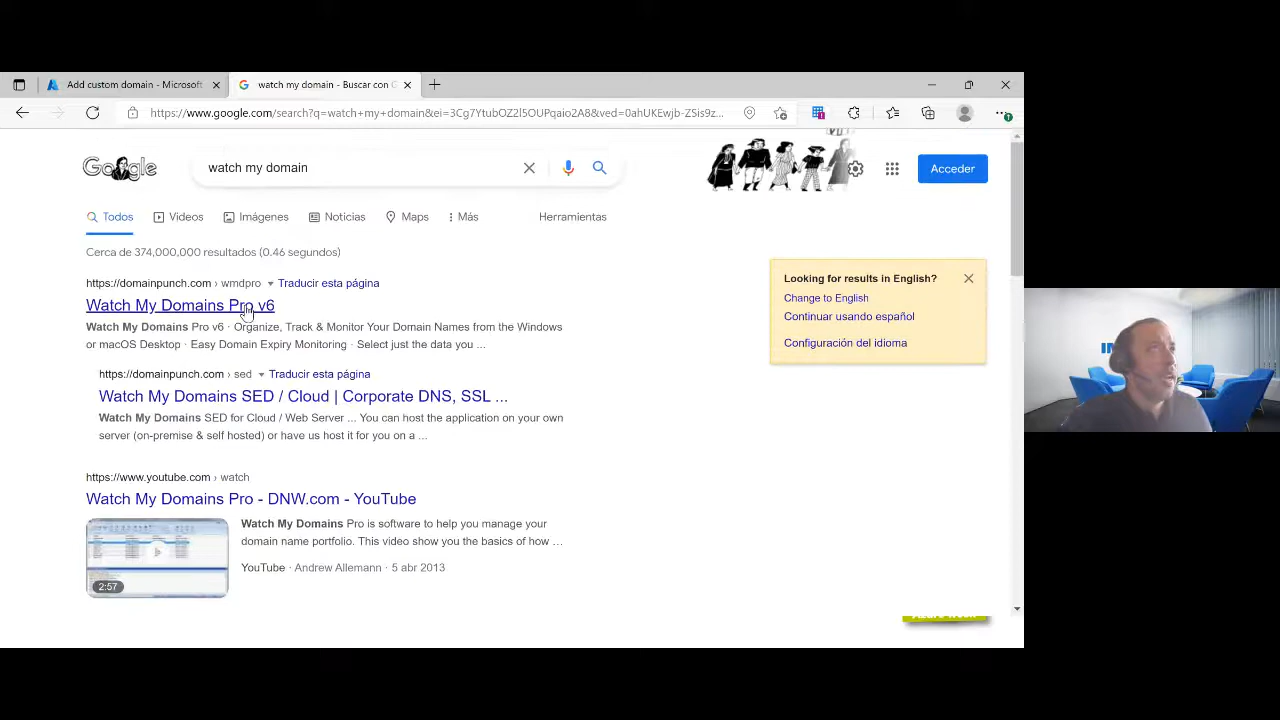 Add custom domain - Microsoft
watch my domain - Buscar con G
https://www.google.com/search?q=watch+my+domain&ei=3Cg7YtubOZ2l5OUPqaio2A8&ved=0ahUKEwjb-ZSis9z...
watch my domain
Acceder
Todos
Videos
Imágenes
Noticias
Maps
Más
Herramientas
Cerca de 374,000,000 resultados (0.46 segundos)
https://domainpunch.com › wmdpro
Traducir esta página
Watch My Domains Pro v6
Watch My Domains Pro v6 · Organize, Track & Monitor Your Domain Names from the Windows
or macOS Desktop · Easy Domain Expiry Monitoring · Select just the data you ...
https://domainpunch.com › sed
Traducir esta página
Watch My Domains SED / Cloud | Corporate DNS, SSL ...
Watch My Domains SED for Cloud / Web Server ... You can host the application on your own
server (on-premise & self hosted) or have us host it for you on a ...
https://www.youtube.com › watch
Watch My Domains Pro - DNW.com - YouTube
Watch My Domains Pro is software to help you manage your
domain name portfolio. This video show you the basics of how ...
YouTube · Andrew Allemann · 5 abr 2013
2:57
Looking for results in English?
Change to English
Continuar usando español
Configuración del idioma